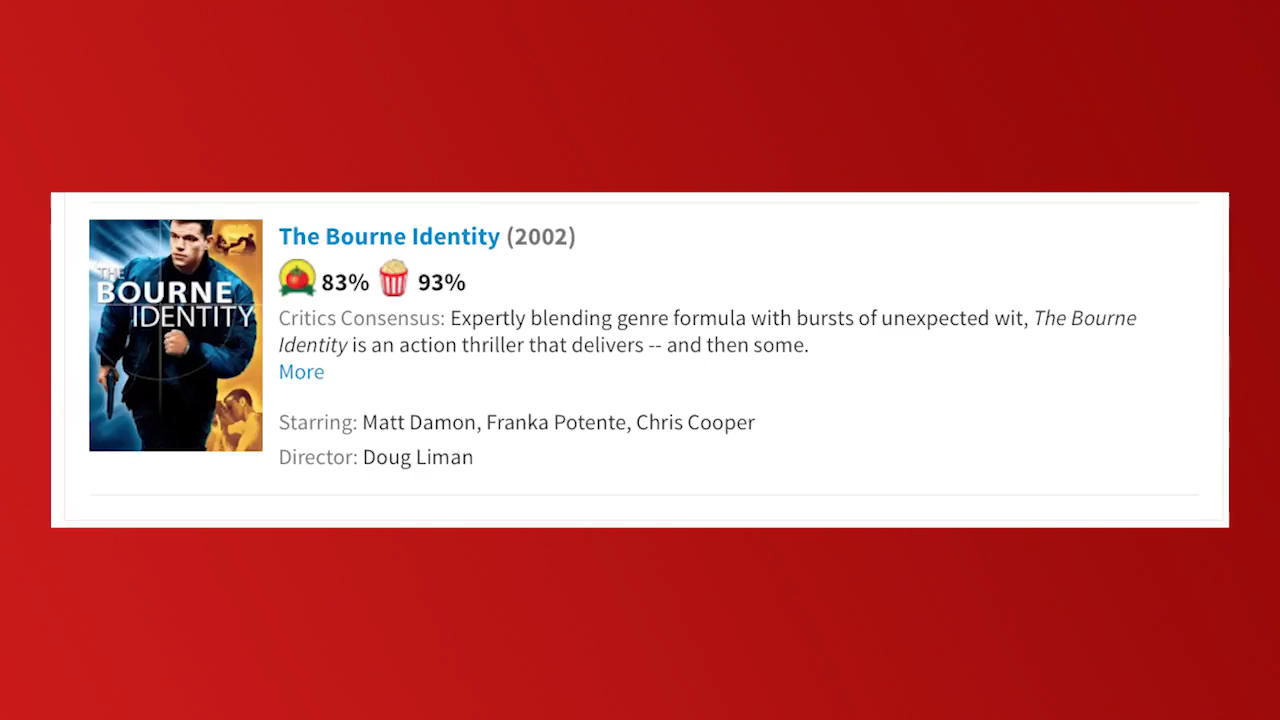 The Bourne Identity (2002)
83% 93%
Critics Consensus: Expertly blending genre formula with bursts of unexpected wit, The Bourne
Identity is an action thriller that delivers -- and then some.
More
Starring: Matt Damon, Franka Potente, Chris Cooper
Director: Doug Liman
THE
BOURNE
IDENTITY